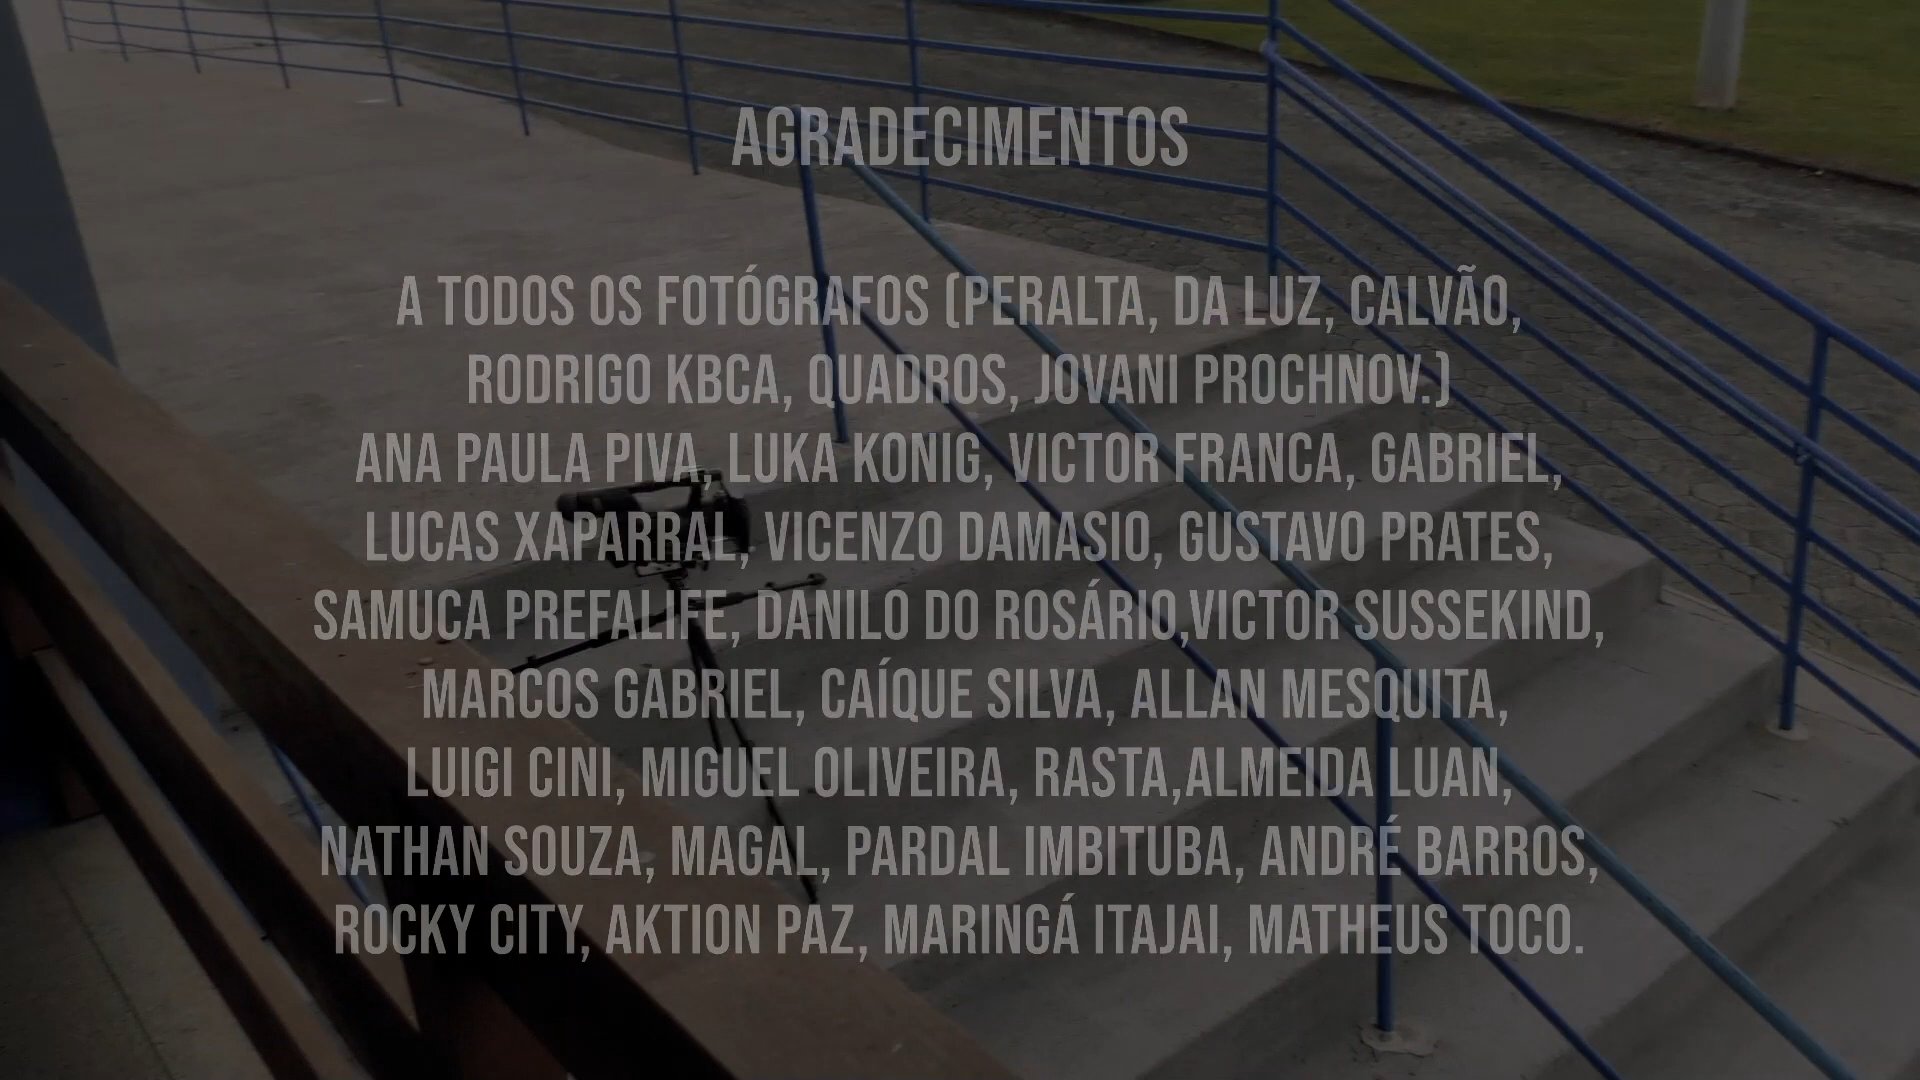 AGRADECIMENTOS
A TODOS OS FOTÓGRAFOS (PERALTA, DA LUZ, CALVÃO,
RODRIGO KBCA, QUADROS, JOVANI PROCHNOV.)
ANA PAULA PIVA, LUKA KONIG, VICTOR FRANCA, GABRIEL,
LUCAS XAPARRAL, VICENZO DAMASIO, GUSTAVO PRATES,
SAMUCA PREFALIFE, DANILO DO ROSÁRIO,VICTOR SUSSEKIND,
MARCOS GABRIEL, CAÍQUE SILVA, ALLAN MESQUITA,
LUIGI CINI, MIGUEL OLIVEIRA, RASTA,ALMEIDA LUAN,
NATHAN SOUZA, MAGAL, PARDAL IMBITUBA, ANDRÉ BARROS,
ROCKY CITY, AKTION PAZ, MARINGÁ ITAJAI, MATHEUS TOCO.